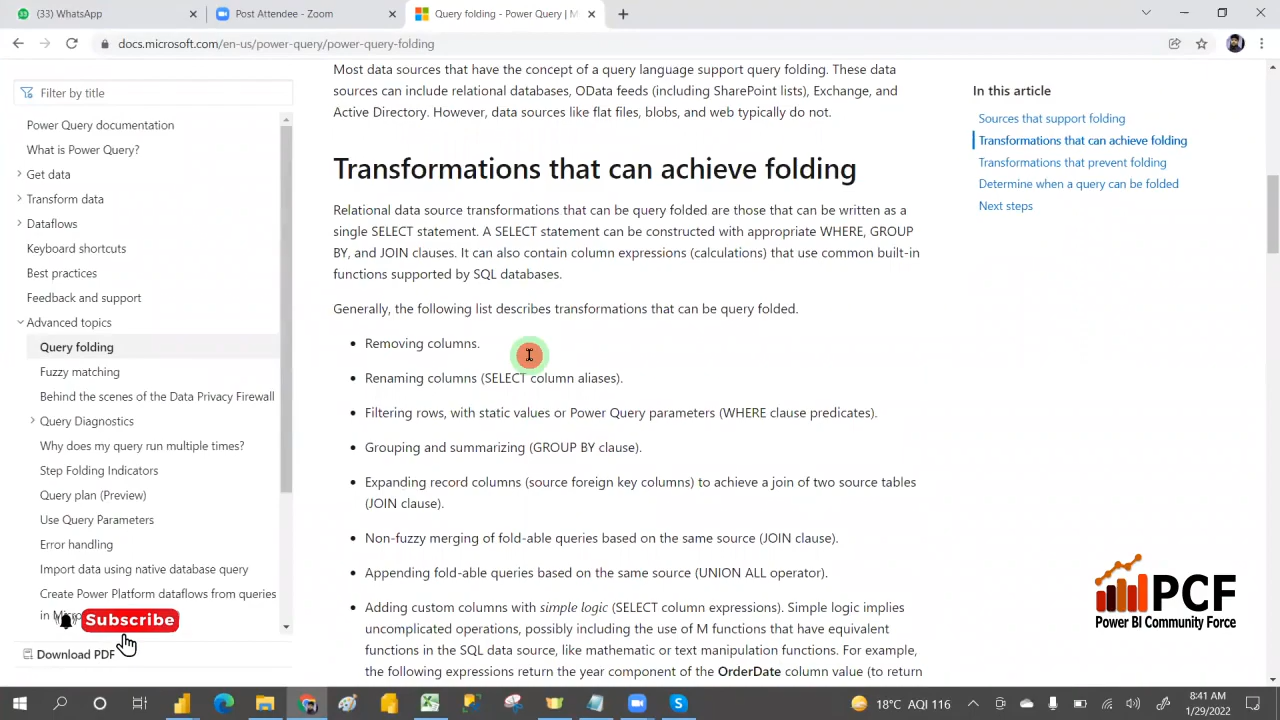 (33) WhatsApp
Post Attendee - Zoom
Query folding - Power Query | M
docs.microsoft.com/en-us/power-query/power-query-folding
Filter by title
Power Query documentation
What is Power Query?
Get data
Transform data
Dataflows
Keyboard shortcuts
Best practices
Feedback and support
Advanced topics
Query folding
Fuzzy matching
Behind the scenes of the Data Privacy Firewall
Query Diagnostics
Why does my query run multiple times?
Step Folding Indicators
Query plan (Preview)
Use Query Parameters
Error handling
Import data using native database query
Create Power Platform dataflows from queries
in
Subscribe
Download PDF
Most data sources that have the concept of a query language support query folding. These data
sources can include relational databases, OData feeds (including SharePoint lists), Exchange, and
Active Directory. However, data sources like flat files, blobs, and web typically do not.
Transformations that can achieve folding
Relational data source transformations that can be query folded are those that can be written as a
single SELECT statement. A SELECT statement can be constructed with appropriate WHERE, GROUP
BY, and JOIN clauses. It can also contain column expressions (calculations) that use common built-in
functions supported by SQL databases.
Generally, the following list describes transformations that can be query folded.
• Removing columns.
• Renaming columns (SELECT column aliases).
• Filtering rows, with static values or Power Query parameters (WHERE clause predicates).
• Grouping and summarizing (GROUP BY clause).
• Expanding record columns (source foreign key columns) to achieve a join of two source tables
(JOIN clause).
• Non-fuzzy merging of fold-able queries based on the same source (JOIN clause).
• Appending fold-able queries based on the same source (UNION ALL operator).
• Adding custom columns with simple logic (SELECT column expressions). Simple logic implies
uncomplicated operations, possibly including the use of M functions that have equivalent
functions in the SQL data source, like mathematic or text manipulation functions. For example,
the following expressions return the year component of the OrderDate column value (to return
In this article
Sources that support folding
Transformations that can achieve folding
Transformations that prevent folding
Determine when a query can be folded
Next steps
PCF
Power BI Community Force
18°C AQI 116
8:41 AM
1/29/2022